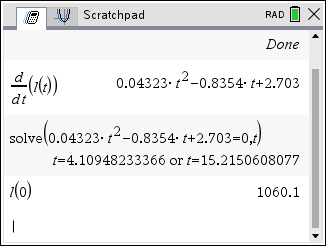 Scratchpad RAD
Done
d/dt(l(t)) 0.04323·t²−0.8354·t+2.703
solve(0.04323·t²−0.8354·t+2.703=0,t)
t=4.10948233366 or t=15.2150608077
l(0) 1060.1